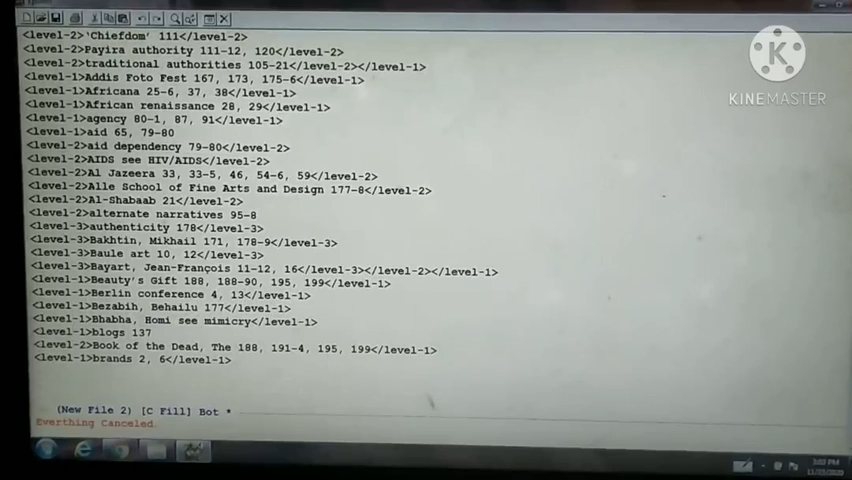 <level-2>‘Chiefdom’ 111</level-2>
<level-2>Payira authority 111-12, 120</level-2>
<level-2>traditional authorities 105-21</level-2></level-1>
<level-1>Addis Foto Fest 167, 173, 175-6</level-1>
<level-1>Africana 25-6, 37, 38</level-1>
<level-1>African renaissance 28, 29</level-1>
<level-1>agency 80-1, 87, 91</level-1>
<level-1>aid 65, 79-80
<level-2>aid dependency 79-80</level-2>
<level-2>AIDS see HIV/AIDS</level-2>
<level-2>Al Jazeera 33, 33-5, 46, 54-6, 59</level-2>
<level-2>Alle School of Fine Arts and Design 177-8</level-2>
<level-2>Al-Shabaab 21</level-2>
<level-2>alternate narratives 95-8
<level-3>authenticity 178</level-3>
<level-3>Bakhtin, Mikhail 171, 178-9</level-3>
<level-3>Baule art 10, 12</level-3>
<level-3>Bayart, Jean-François 11-12, 16</level-3></level-2></level-1>
<level-1>Beauty's Gift 188, 188-90, 195, 199</level-1>
<level-1>Berlin conference 4, 13</level-1>
<level-1>Bezabih, Behailu 177</level-1>
<level-1>Bhabha, Homi see mimicry</level-1>
<level-1>blogs 137
<level-2>Book of the Dead, The 188, 191-4, 195, 199</level-1>
<level-1>brands 2, 6</level-1>
(New File 2) [C Fill] Bot *
Everthing Canceled.
3:03 PM
K
KINEMASTER